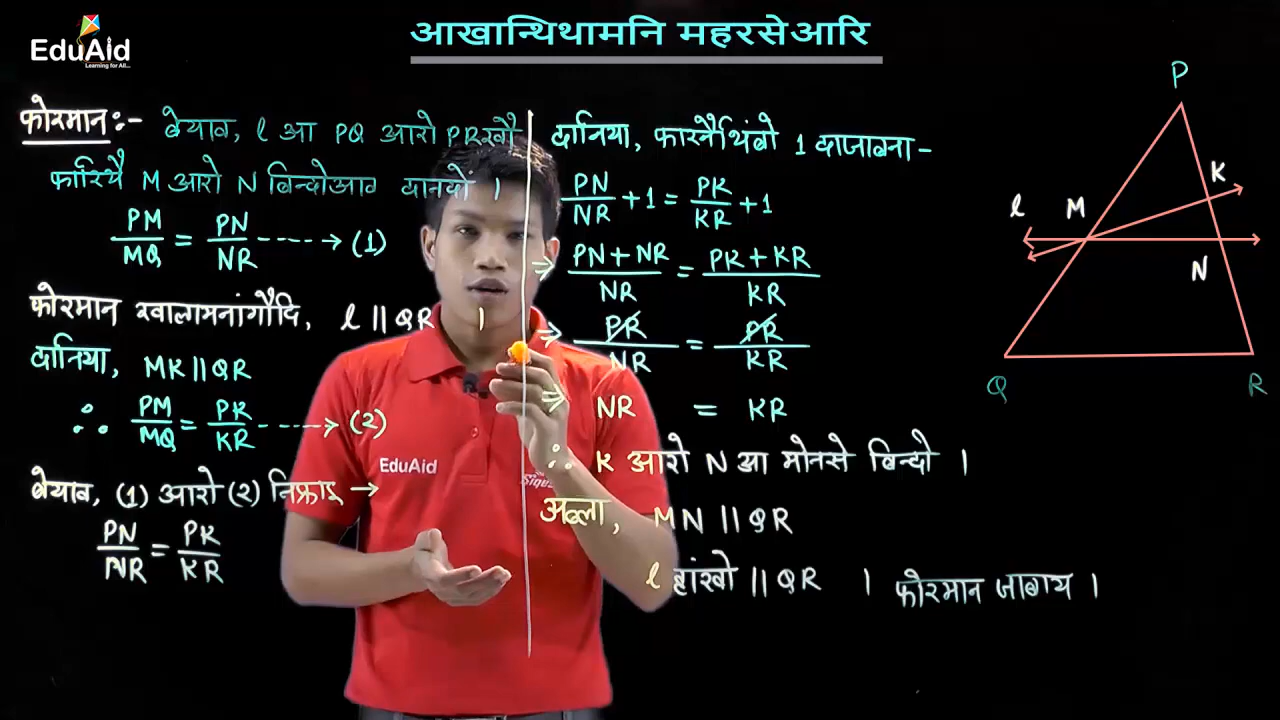 EduAid
Learning for All...
आखान्थिथामनि महरसेआरि
फोरमान:- बेयाव, l आ PQ आरो PRखौ
फारियै M आरो N बिन्दोआव दानयो ।
PM/MQ = PN/NR -----→ (1)
फोरमान खालामनांगौदि, l || QR ।
दानिया, MK || QR
∴ PM/MQ = PK/KR -----→ (2)
बेयाव, (1) आरो (2) निफ्राइ →
PN/NR = PK/KR
दानिया, फारसेथिंबो 1 दाजाबना -
PN/NR + 1 = PK/KR + 1
⇒ PN + NR/NR = PK + KR/KR
⇒ PR/NR = PR/KR
⇒ NR = KR
∴ K आरो N आ मोनसे बिन्दो ।
अब्ला, MN || QR
l हांखो || QR । फोरमान जाबाय ।
P
K
l M
N
Q R
EduAid